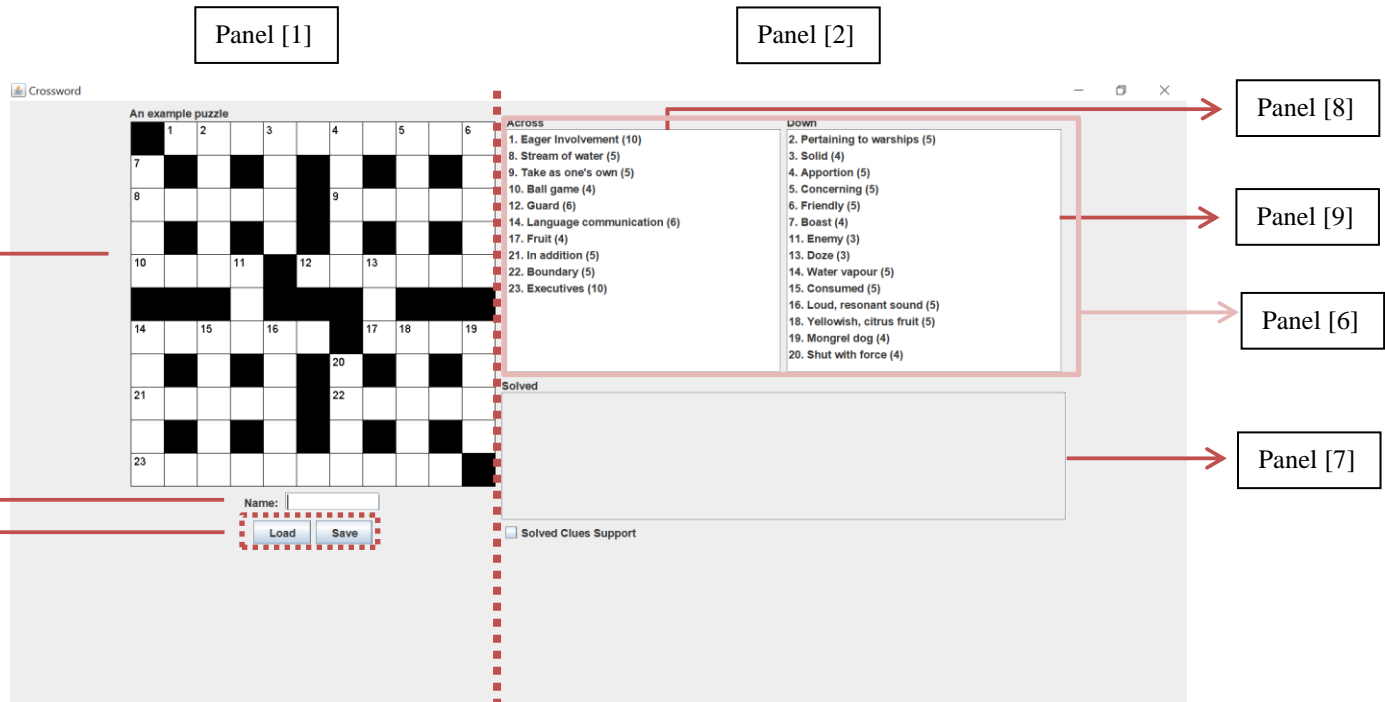 Panel [1]
Panel [2]
Crossword
An example puzzle
1 2 3 4 5 6
7
8 9
10 11 12 13
14 15 16 17 18 19
20
21 22
23
Name:
Load Save
Across
1. Eager Involvement (10)
8. Stream of water (5)
9. Take as one's own (5)
10. Ball game (4)
12. Guard (6)
14. Language communication (6)
17. Fruit (4)
21. In addition (5)
22. Boundary (5)
23. Executives (10)
Down
2. Pertaining to warships (5)
3. Solid (4)
4. Apportion (5)
5. Concerning (5)
6. Friendly (5)
7. Boast (4)
11. Enemy (3)
13. Doze (3)
14. Water vapour (5)
15. Consumed (5)
16. Loud, resonant sound (5)
18. Yellowish, citrus fruit (5)
19. Mongrel dog (4)
20. Shut with force (4)
Solved
Solved Clues Support
Panel [8]
Panel [9]
Panel [6]
Panel [7]